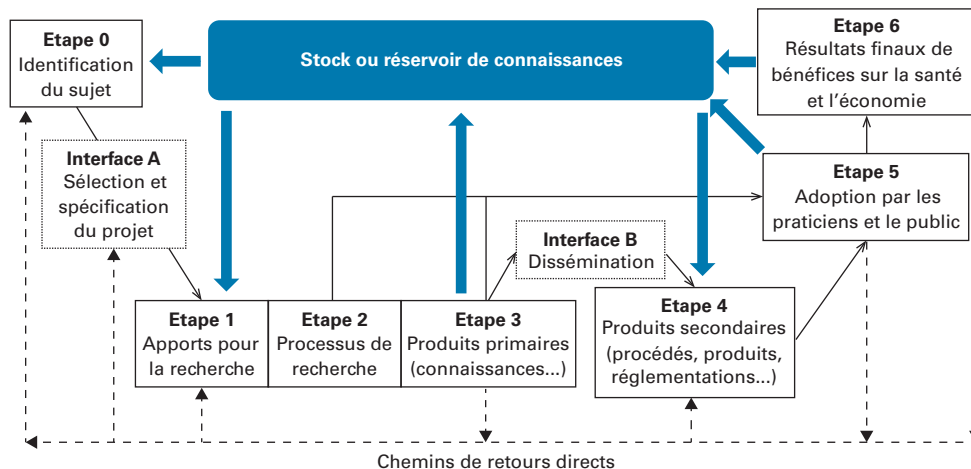 Etape 0
Identification
du sujet
Stock ou réservoir de connaissances
Etape 6
Résultats finaux de
bénéfices sur la santé
et l'économie
Interface A
Sélection et
spécification
du projet
Etape 5
Adoption par les
praticiens et le public
Interface B
Dissémination
Etape 1
Apports pour
la recherche
Etape 2
Processus de
recherche
Etape 3
Produits primaires
(connaissances...)
Etape 4
Produits secondaires
(procédés, produits,
réglementations...)
Chemins de retours directs